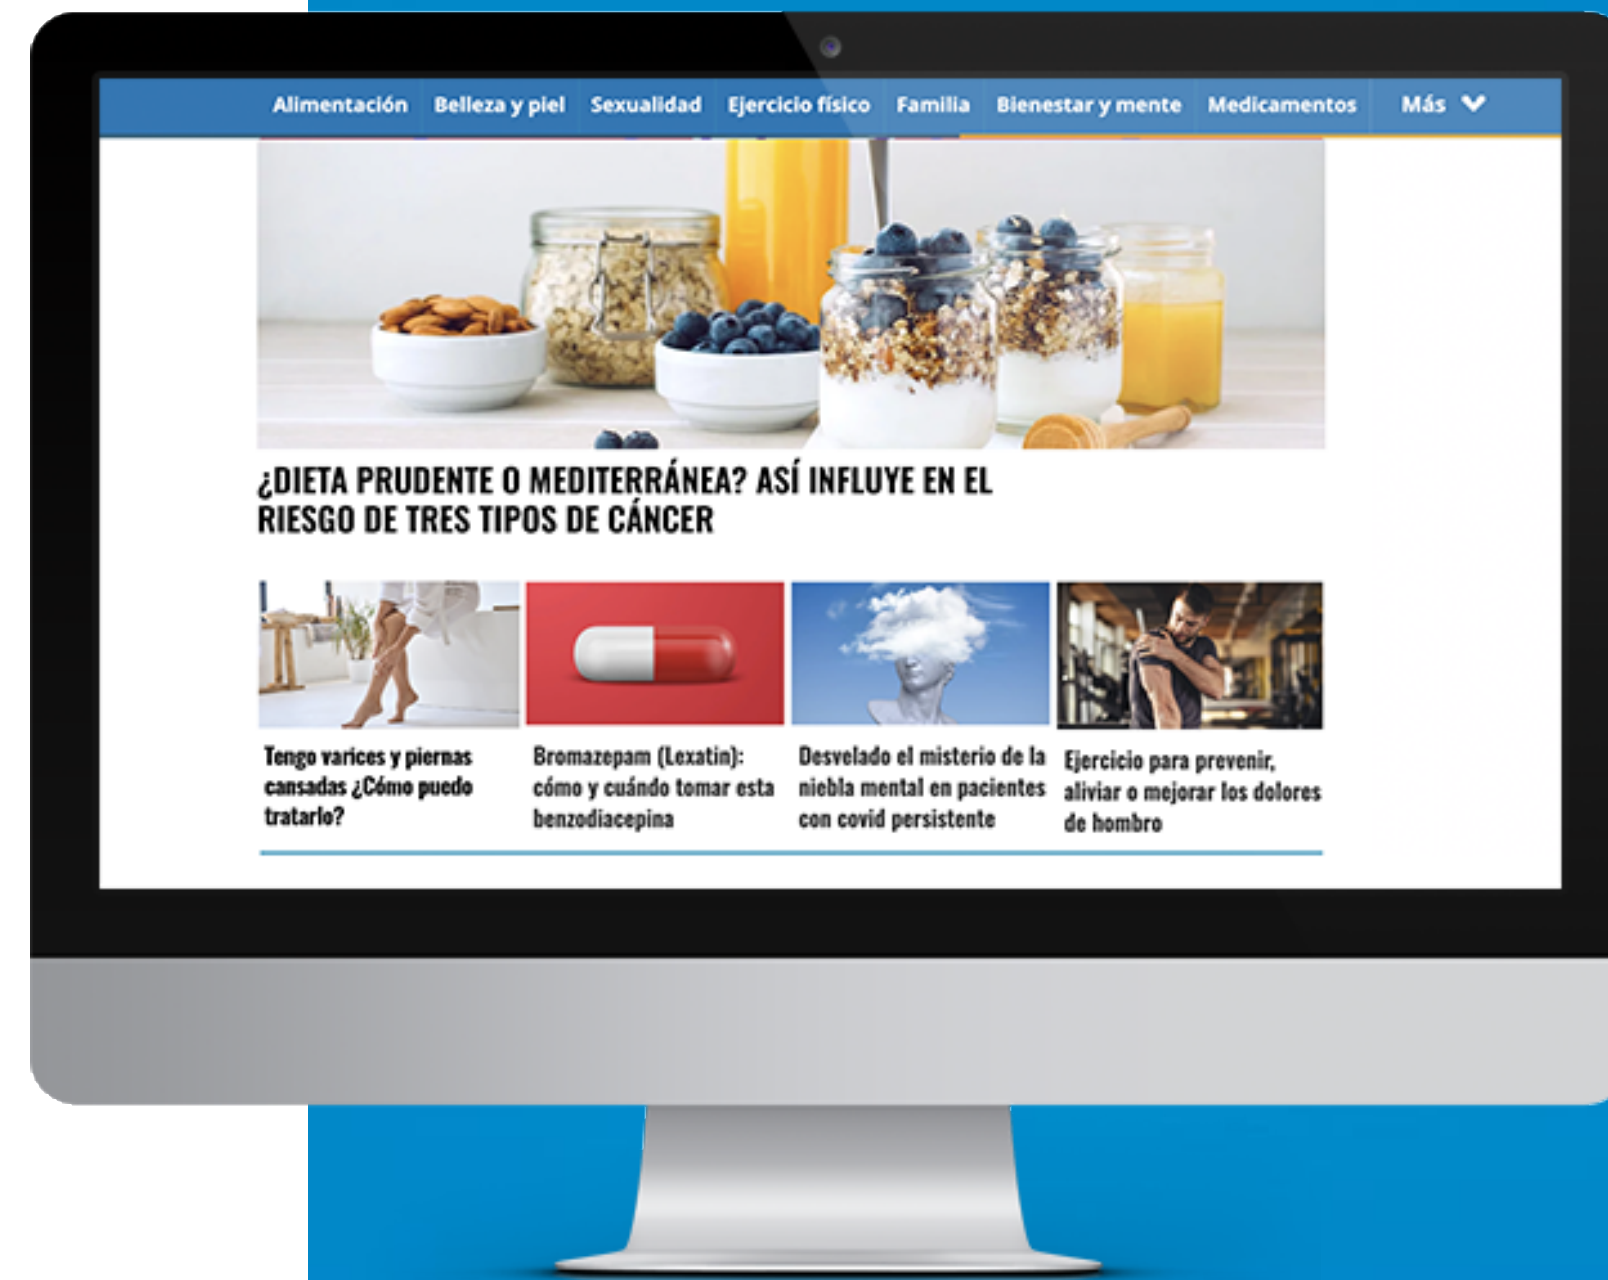 Alimentación Belleza y piel Sexualidad Ejercicio físico Familia Bienestar y mente Medicamentos Más
¿DIETA PRUDENTE O MEDITERRÁNEA? ASÍ INFLUYE EN EL
RIESGO DE TRES TIPOS DE CÁNCER
Tengo varices y piernas
cansadas ¿Cómo puedo
tratarlo?
Bromazepam (Lexatin):
cómo y cuándo tomar esta
benzodiacepina
Desvelado el misterio de la
niebla mental en pacientes
con covid persistente
Ejercicio para prevenir,
aliviar o mejorar los dolores
de hombro